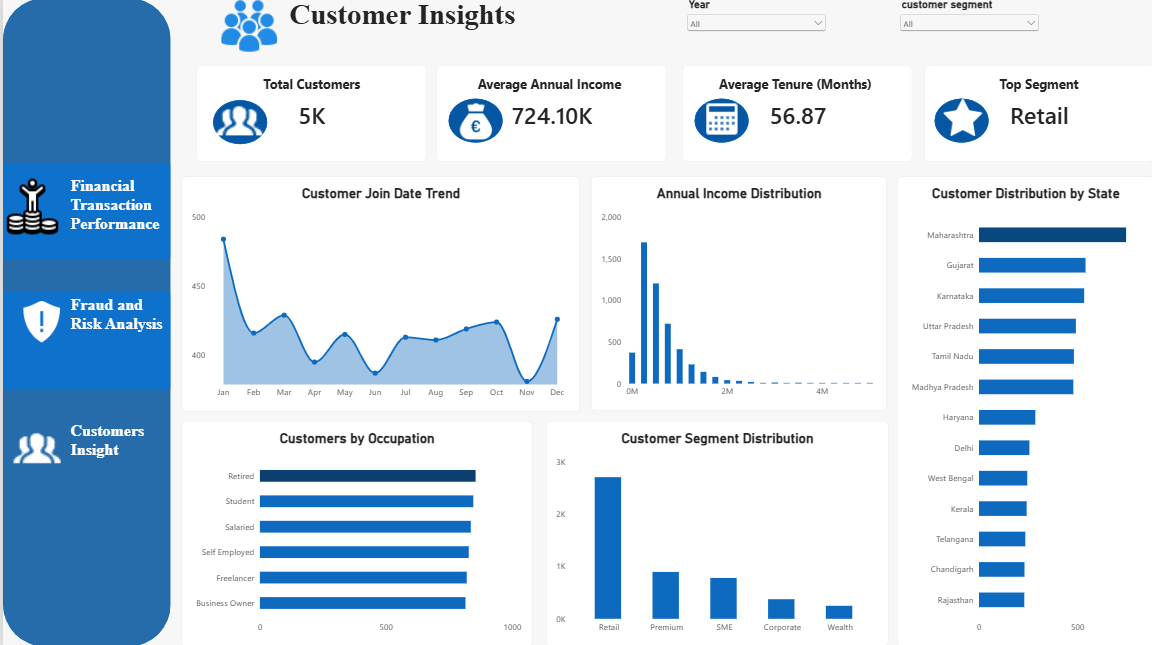 Customer Insights
Year
All
customer segment
All
Total Customers
5K
Average Annual Income
€
724.10K
Average Tenure (Months)
56.87
Top Segment
Retail
Financial
Transaction
Performance
Fraud and
Risk Analysis
Customers
Insight
Customer Join Date Trend
500
450
400
Jan Feb Mar Apr May Jun Jul Aug Sep Oct Nov Dec
Annual Income Distribution
2,000
1,500
1,000
500
0
0M 2M 4M
Customer Distribution by State
Maharashtra
Gujarat
Karnataka
Uttar Pradesh
Tamil Nadu
Madhya Pradesh
Haryana
Delhi
West Bengal
Kerala
Telangana
Chandigarh
Rajasthan
0 500
Customers by Occupation
Retired
Student
Salaried
Self Employed
Freelancer
Business Owner
0 500 1000
Customer Segment Distribution
3K
2K
1K
0K
Retail Premium SME Corporate Wealth